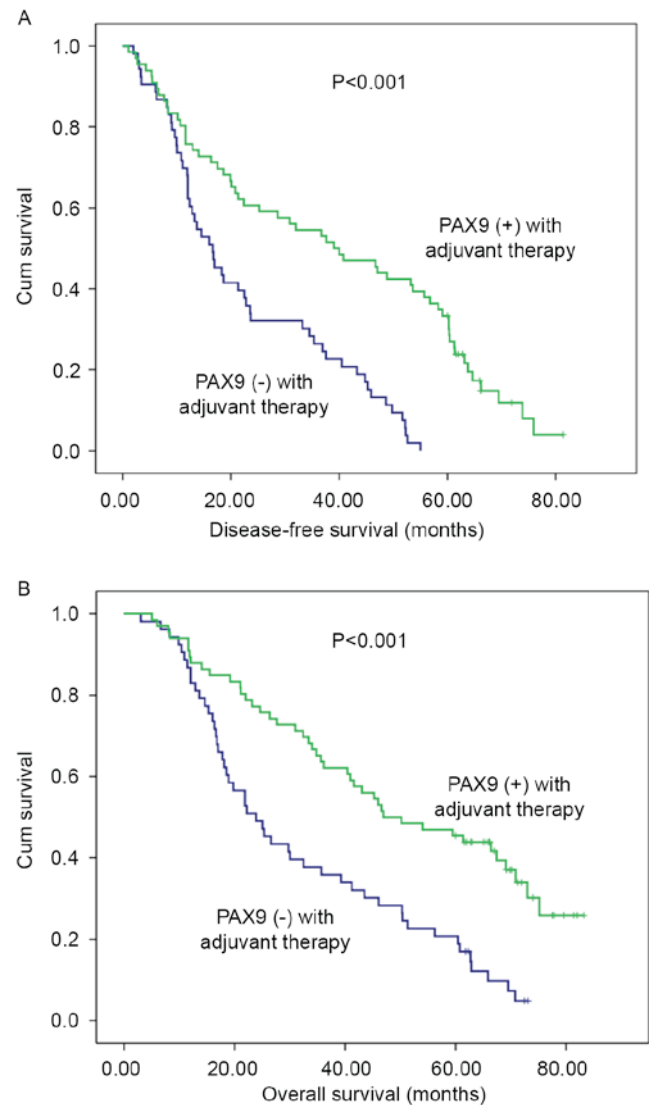 A
P<0.001
PAX9 (+) with
adjuvant therapy
PAX9 (-) with
adjuvant therapy
Cum survival
1.0
0.8
0.6
0.4
0.2
0.0
0.00 20.00 40.00 60.00 80.00
Disease-free survival (months)
B
P<0.001
PAX9 (+) with
adjuvant therapy
PAX9 (-) with
adjuvant therapy
Cum survival
1.0
0.8
0.6
0.4
0.2
0.0
0.00 20.00 40.00 60.00 80.00
Overall survival (months)